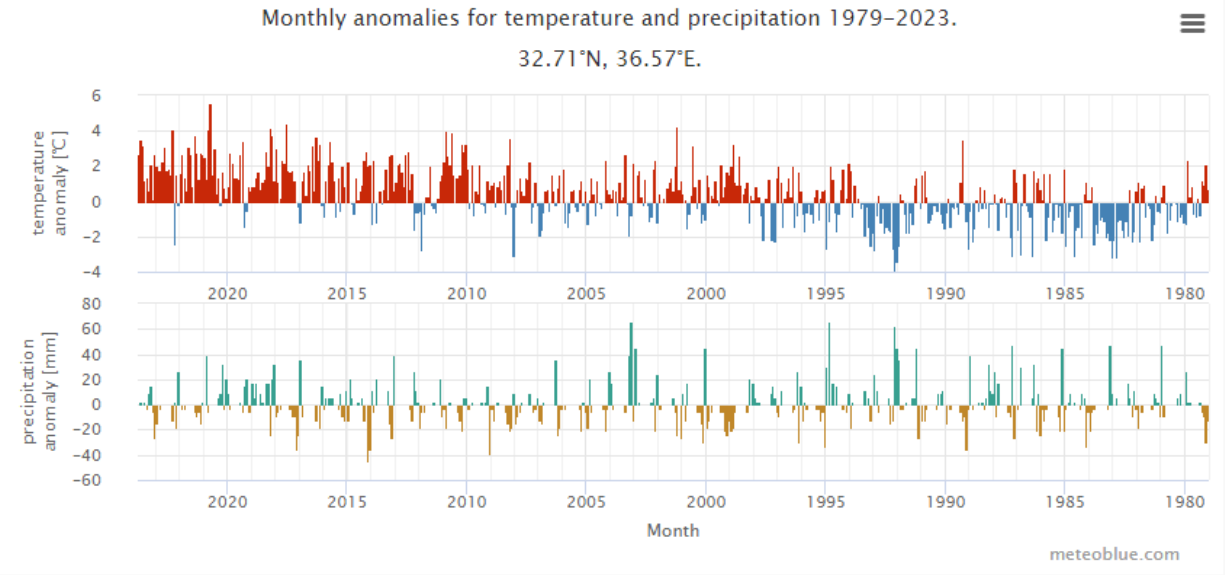 Monthly anomalies for temperature and precipitation 1979–2023.
32.71°N, 36.57°E.
temperature
anomaly [°C]
6
4
2
0
−2
−4
2020 2015 2010 2005 2000 1995 1990 1985 1980
precipitation
anomaly [mm]
80
60
40
20
0
−20
−40
−60
2020 2015 2010 2005 2000 1995 1990 1985 1980
Month
meteoblue.com